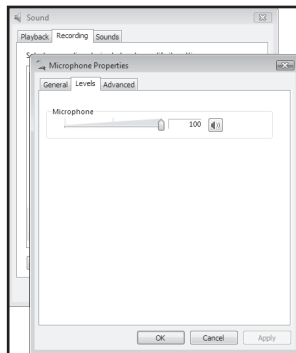 Sound
Playback Recording Sounds
Microphone Properties
General Levels Advanced
Microphone
100
OK Cancel Apply